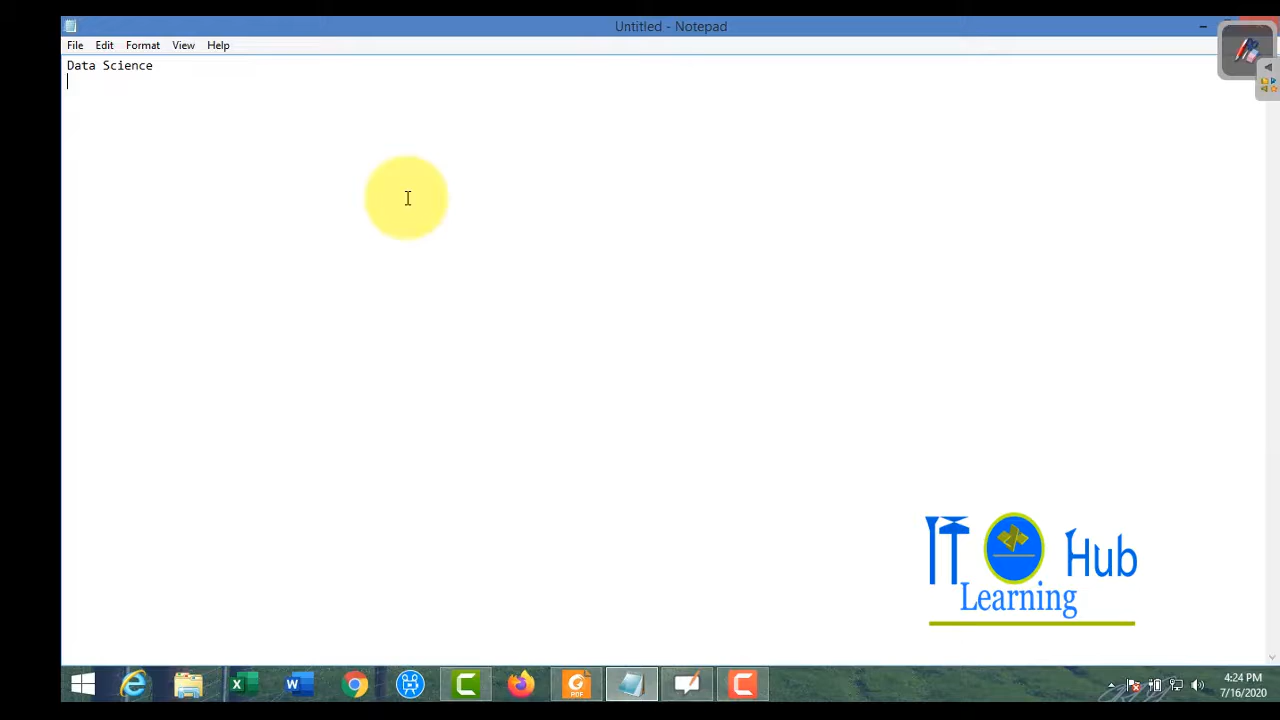 Untitled - Notepad
File Edit Format View Help
Data Science
IT Hub
Learning
4:24 PM
7/16/2020